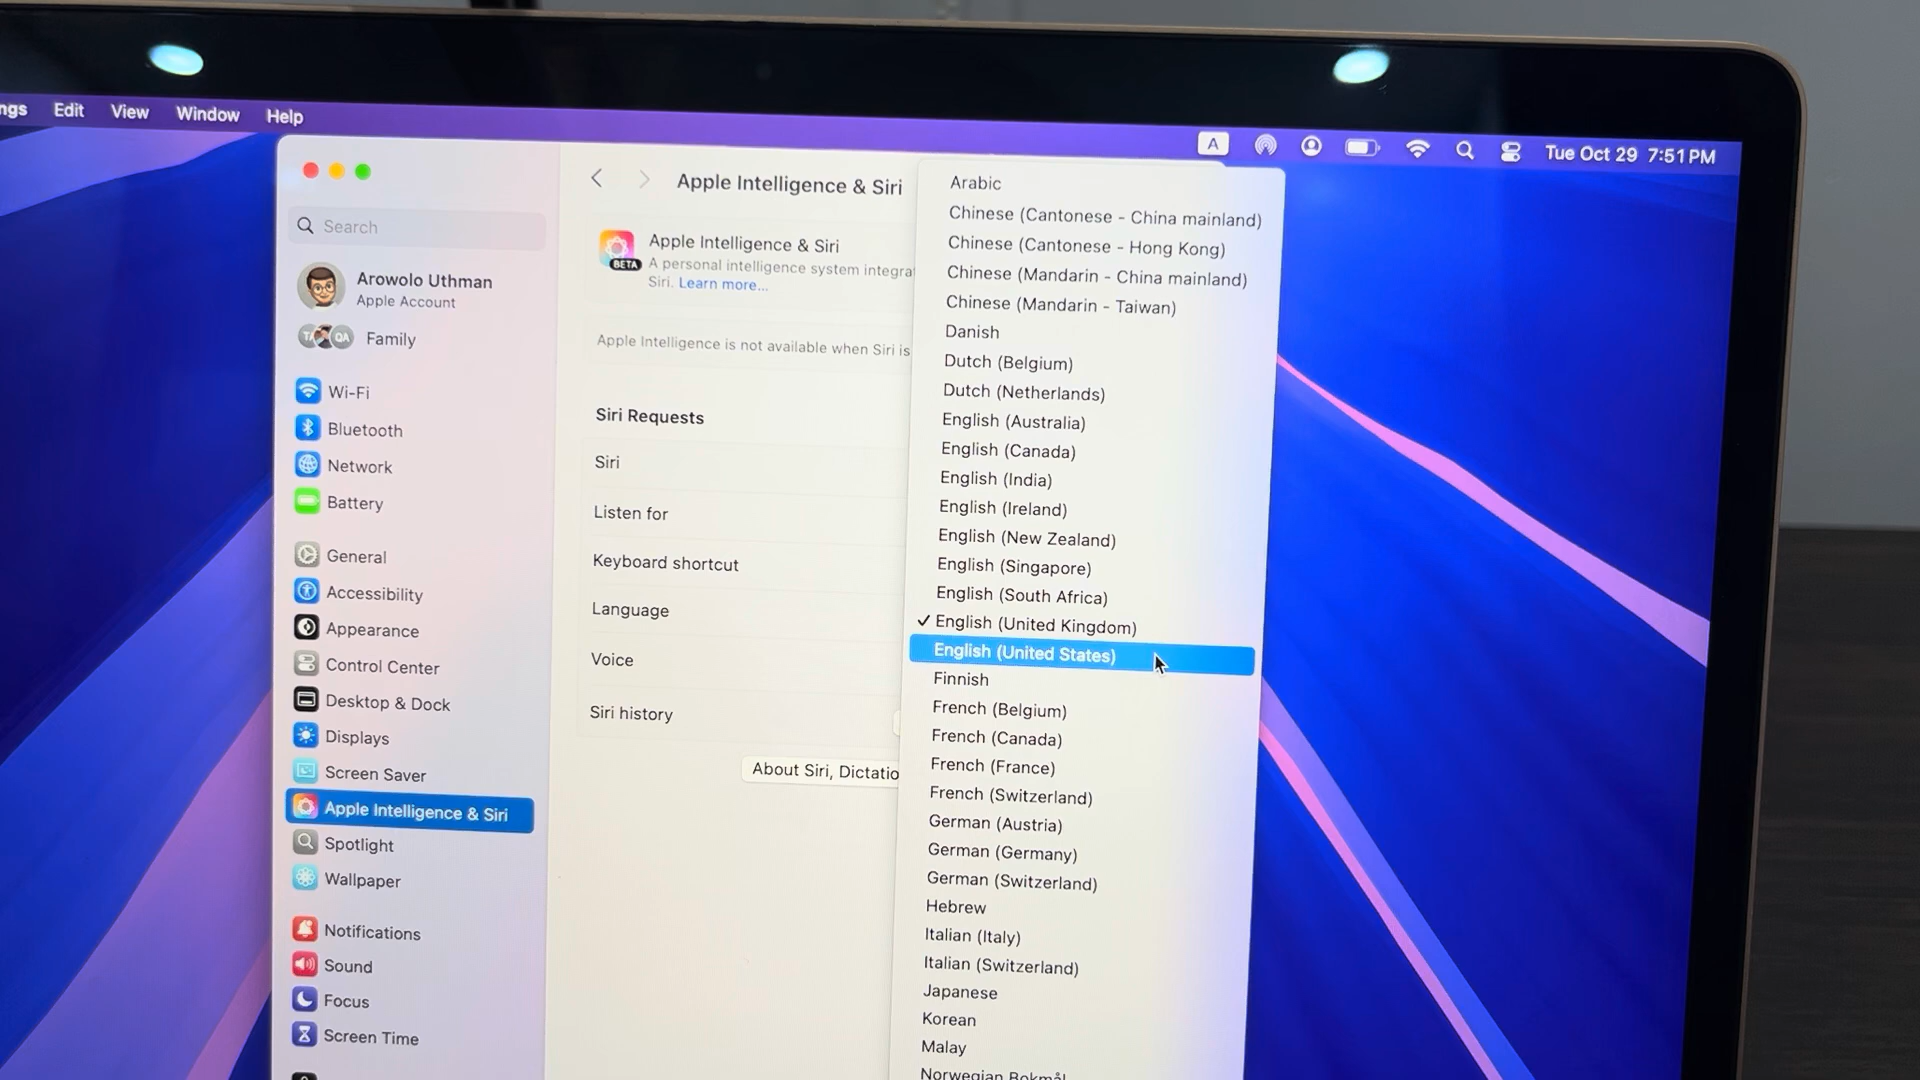 ngs Edit View Window Help
A
Tue Oct 29 7:51 PM
Search
Arowolo Uthman
Apple Account
QA
Family
Wi-Fi
Bluetooth
Network
Battery
General
Accessibility
Appearance
Control Center
Desktop & Dock
Displays
Screen Saver
Apple Intelligence & Siri
Spotlight
Wallpaper
Notifications
Sound
Focus
Screen Time
Apple Intelligence & Siri
Apple Intelligence & Siri
BETA
A personal intelligence system integra
Siri. Learn more...
Apple Intelligence is not available when Siri is
Siri Requests
Siri
Listen for
Keyboard shortcut
Language
Voice
Siri history
About Siri, Dictatio
Arabic
Chinese (Cantonese - China mainland)
Chinese (Cantonese - Hong Kong)
Chinese (Mandarin - China mainland)
Chinese (Mandarin - Taiwan)
Danish
Dutch (Belgium)
Dutch (Netherlands)
English (Australia)
English (Canada)
English (India)
English (Ireland)
English (New Zealand)
English (Singapore)
English (South Africa)
✓ English (United Kingdom)
English (United States)
Finnish
French (Belgium)
French (Canada)
French (France)
French (Switzerland)
German (Austria)
German (Germany)
German (Switzerland)
Hebrew
Italian (Italy)
Italian (Switzerland)
Japanese
Korean
Malay
Norwegian Bokmål